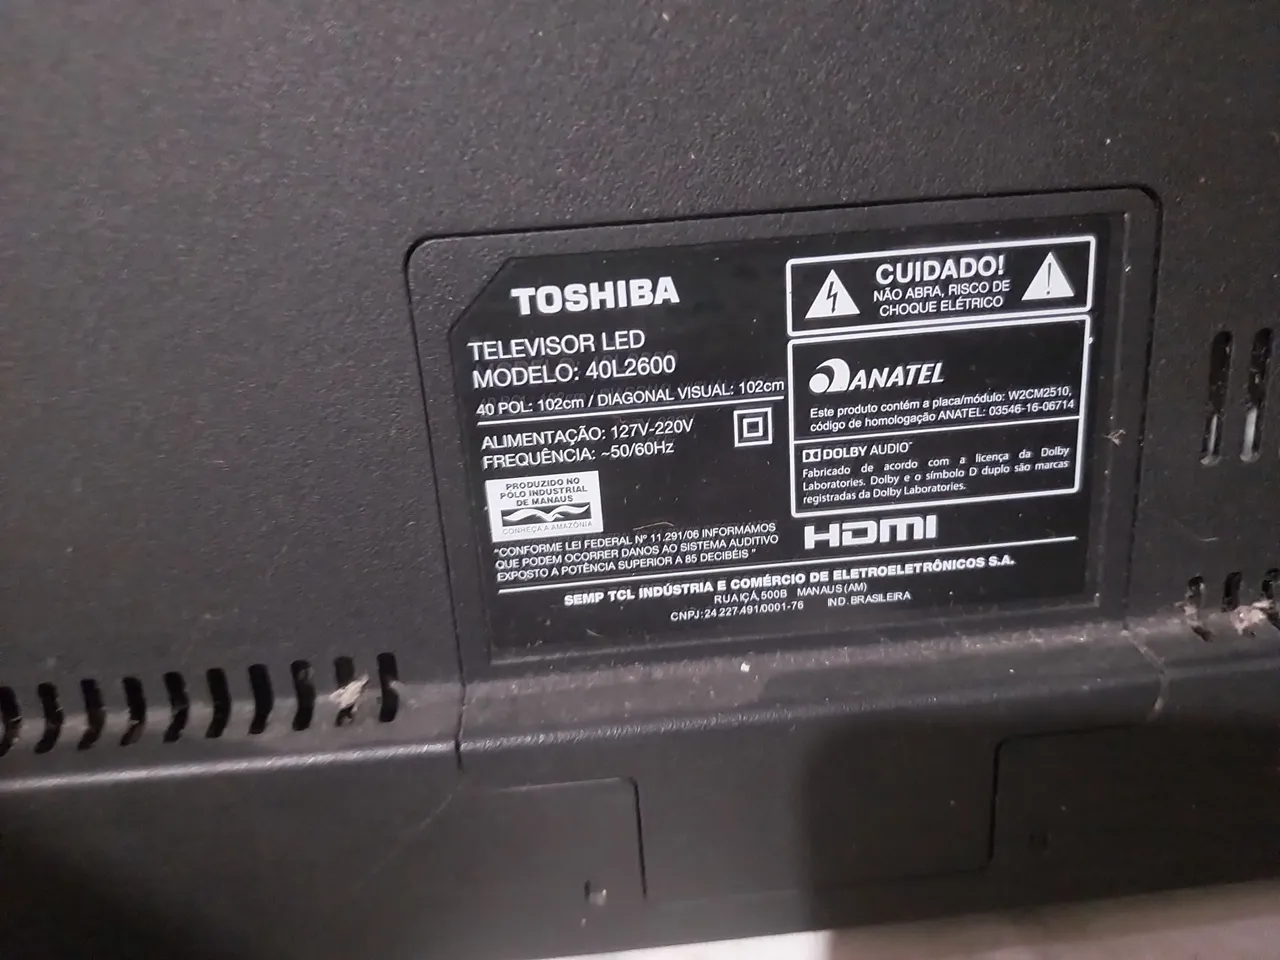 TOSHIBA
TELEVISOR LED
MODELO: 40L2600
40 POL: 102cm / DIAGONAL VISUAL: 102cm
ALIMENTAÇÃO: 127V-220V
FREQUÊNCIA: ~50/60Hz
PRODUZIDO NO
PÓLO INDUSTRIAL
DE MANAUS
CONHEÇA A AMAZÔNIA
"CONFORME LEI FEDERAL Nº 11.291/06 INFORMAMOS
QUE PODEM OCORRER DANOS AO SISTEMA AUDITIVO
EXPOSTO A POTÊNCIA SUPERIOR A 85 DECIBÉIS "
CUIDADO!
NÃO ABRA, RISCO DE
CHOQUE ELÉTRICO
ANATEL
Este produto contém a placa/módulo: W2CM2510,
código de homologação ANATEL: 03546-16-06714
DOLBY AUDIO™
Fabricado de acordo com a licença da Dolby
Laboratories. Dolby e o símbolo D duplo são marcas
registradas da Dolby Laboratories.
HDMI
SEMP TCL INDÚSTRIA E COMÉRCIO DE ELETROELETRÔNICOS S.A.
RUA IÇÁ, 500B MANAUS (AM)
CNPJ: 24.227.491/0001-76 IND. BRASILEIRA